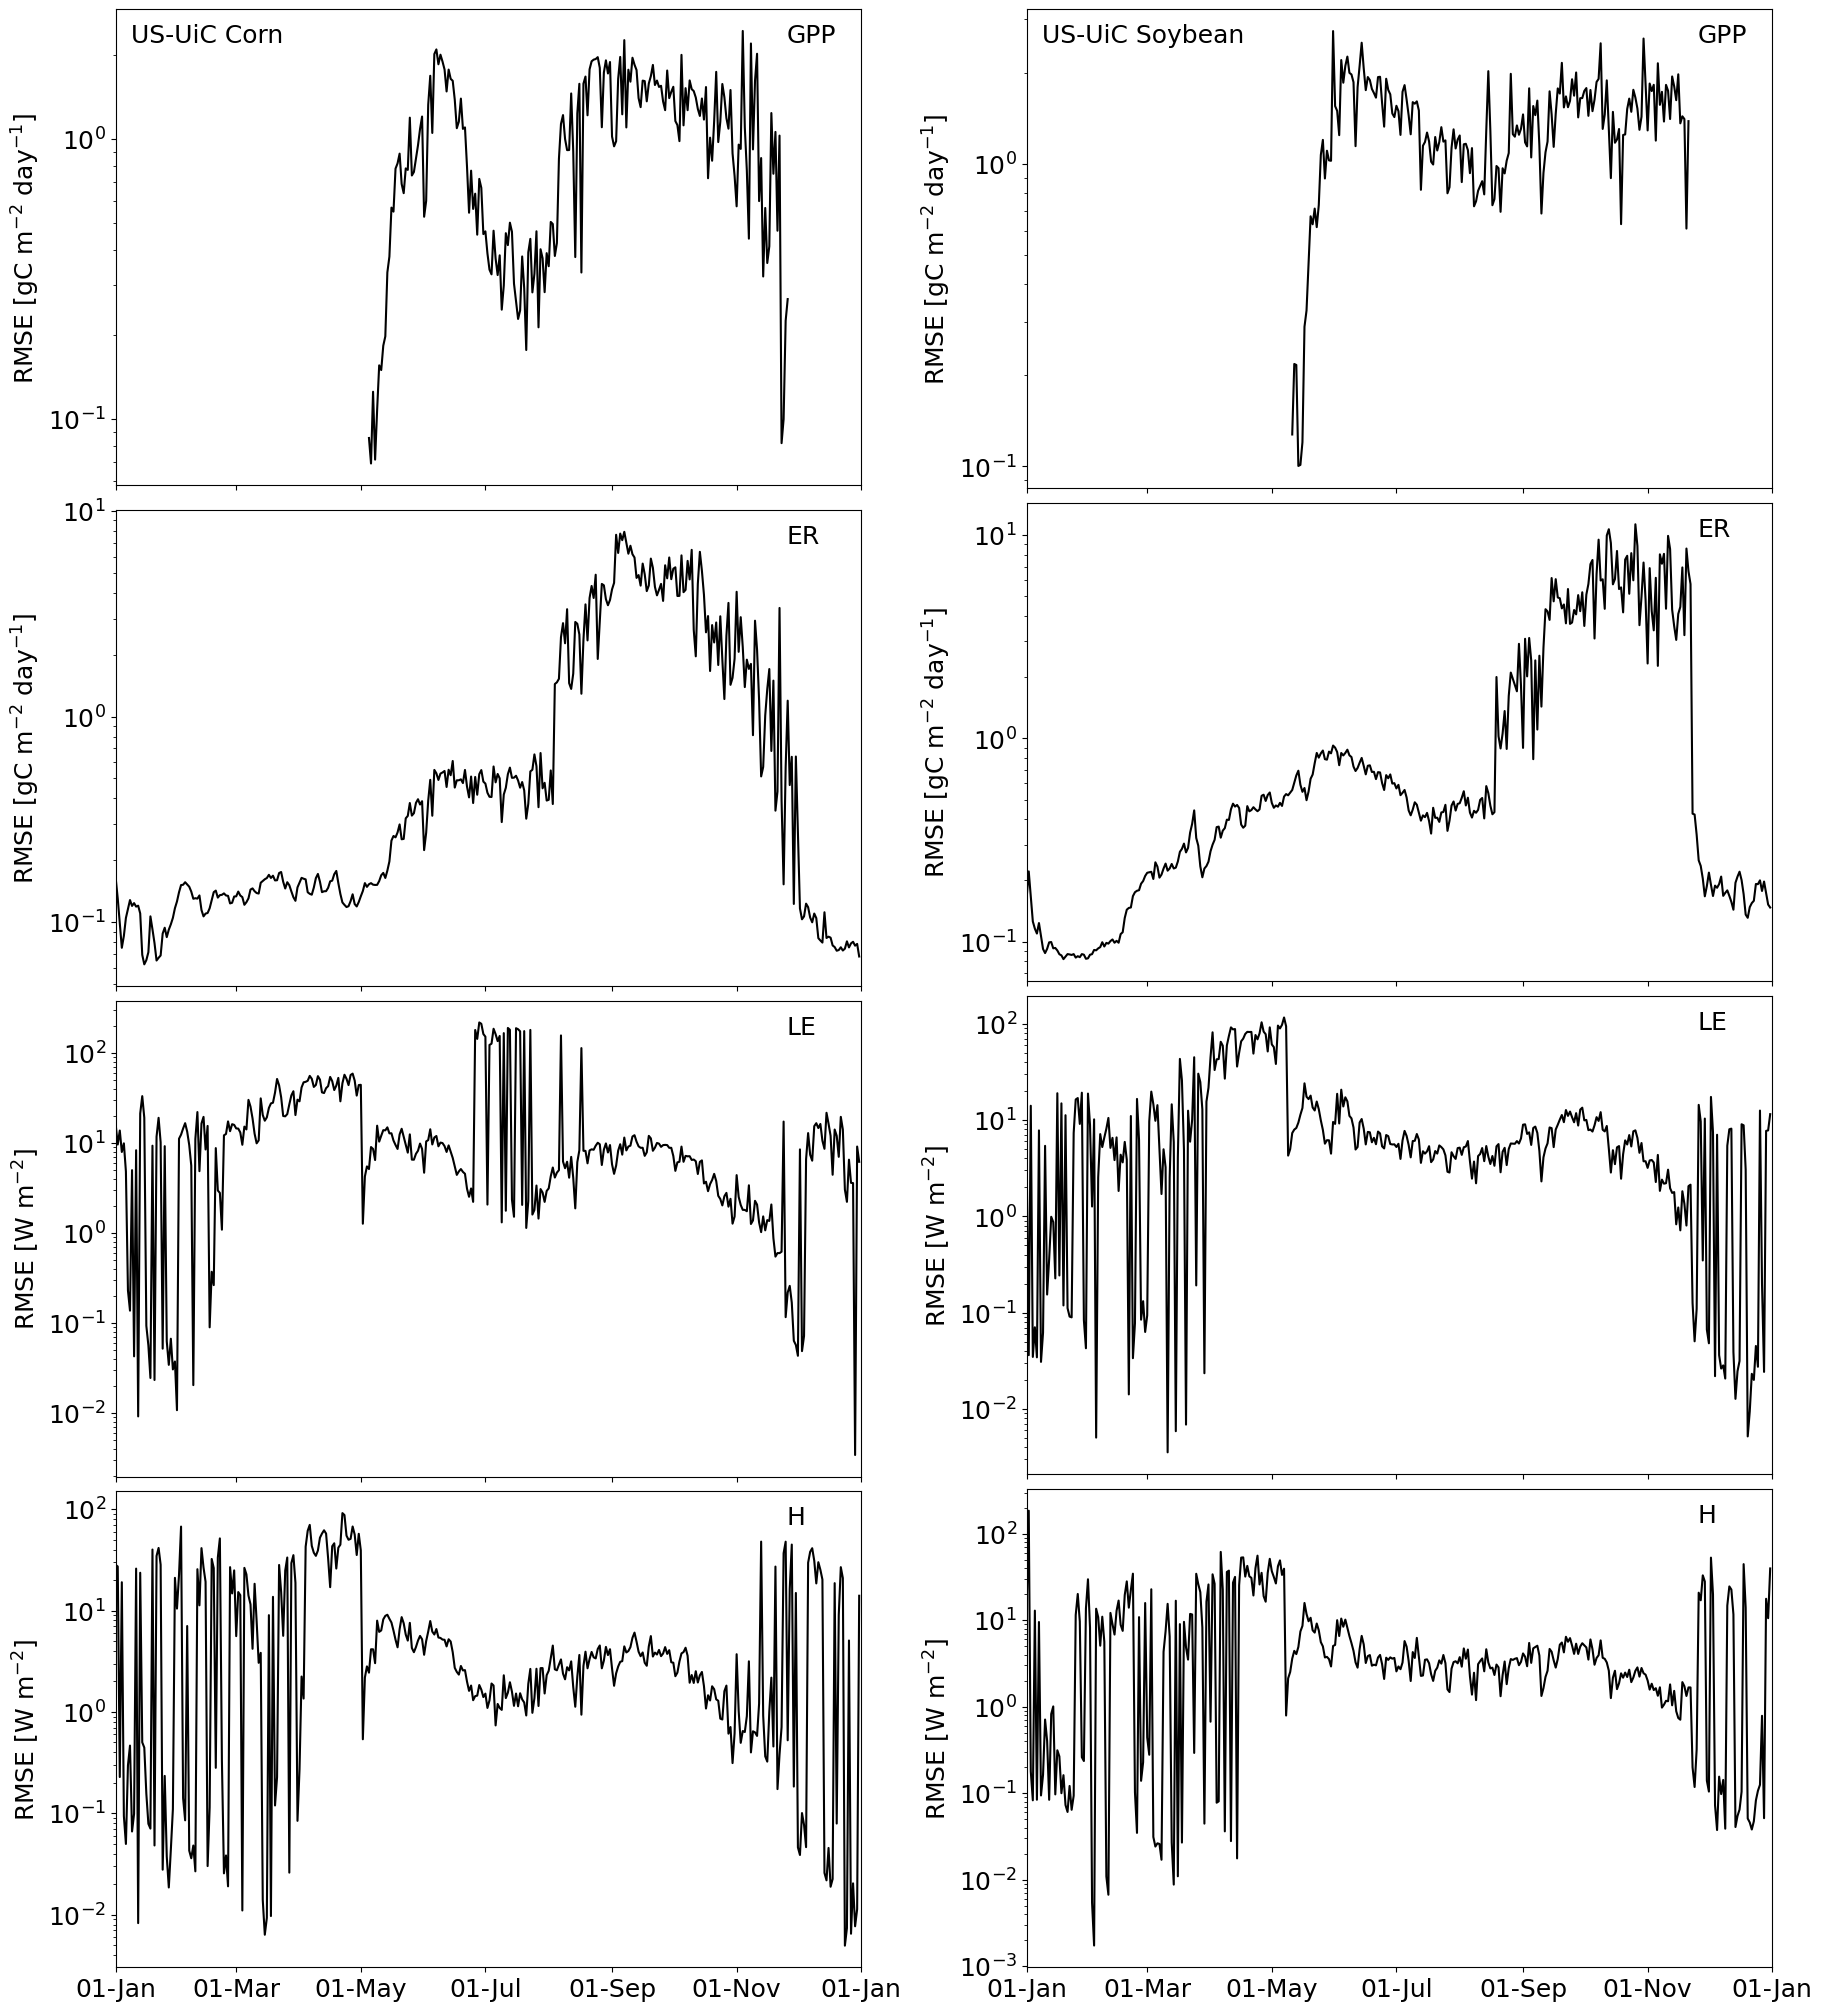 US-UiC Corn
GPP
RMSE [gC m⁻² day⁻¹]
10⁰
10⁻¹
US-UiC Soybean
GPP
RMSE [gC m⁻² day⁻¹]
10⁰
10⁻¹
ER
RMSE [gC m⁻² day⁻¹]
10¹
10⁰
10⁻¹
ER
RMSE [gC m⁻² day⁻¹]
10¹
10⁰
10⁻¹
LE
RMSE [W m⁻²]
10²
10¹
10⁰
10⁻¹
10⁻²
LE
RMSE [W m⁻²]
10²
10¹
10⁰
10⁻¹
10⁻²
H
RMSE [W m⁻²]
10²
10¹
10⁰
10⁻¹
10⁻²
01-Jan 01-Mar 01-May 01-Jul 01-Sep 01-Nov 01-Jan
H
RMSE [W m⁻²]
10²
10¹
10⁰
10⁻¹
10⁻²
10⁻³
01-Jan 01-Mar 01-May 01-Jul 01-Sep 01-Nov 01-Jan